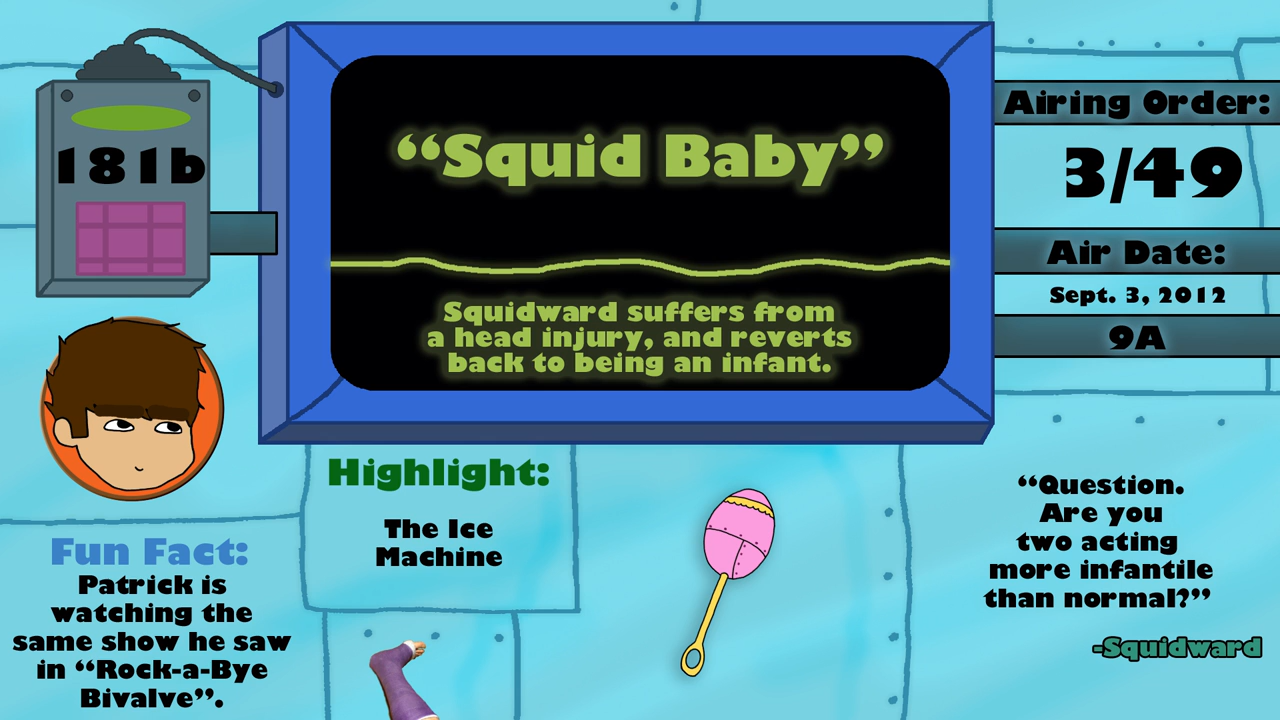 181b
“Squid Baby”
Squidward suffers from
a head injury, and reverts
back to being an infant.
Airing Order:
3/49
Air Date:
Sept. 3, 2012
9A
Highlight:
The Ice
Machine
Fun Fact:
Patrick is
watching the
same show he saw
in “Rock-a-Bye
Bivalve”.
“Question.
Are you
two acting
more infantile
than normal?”
-Squidward